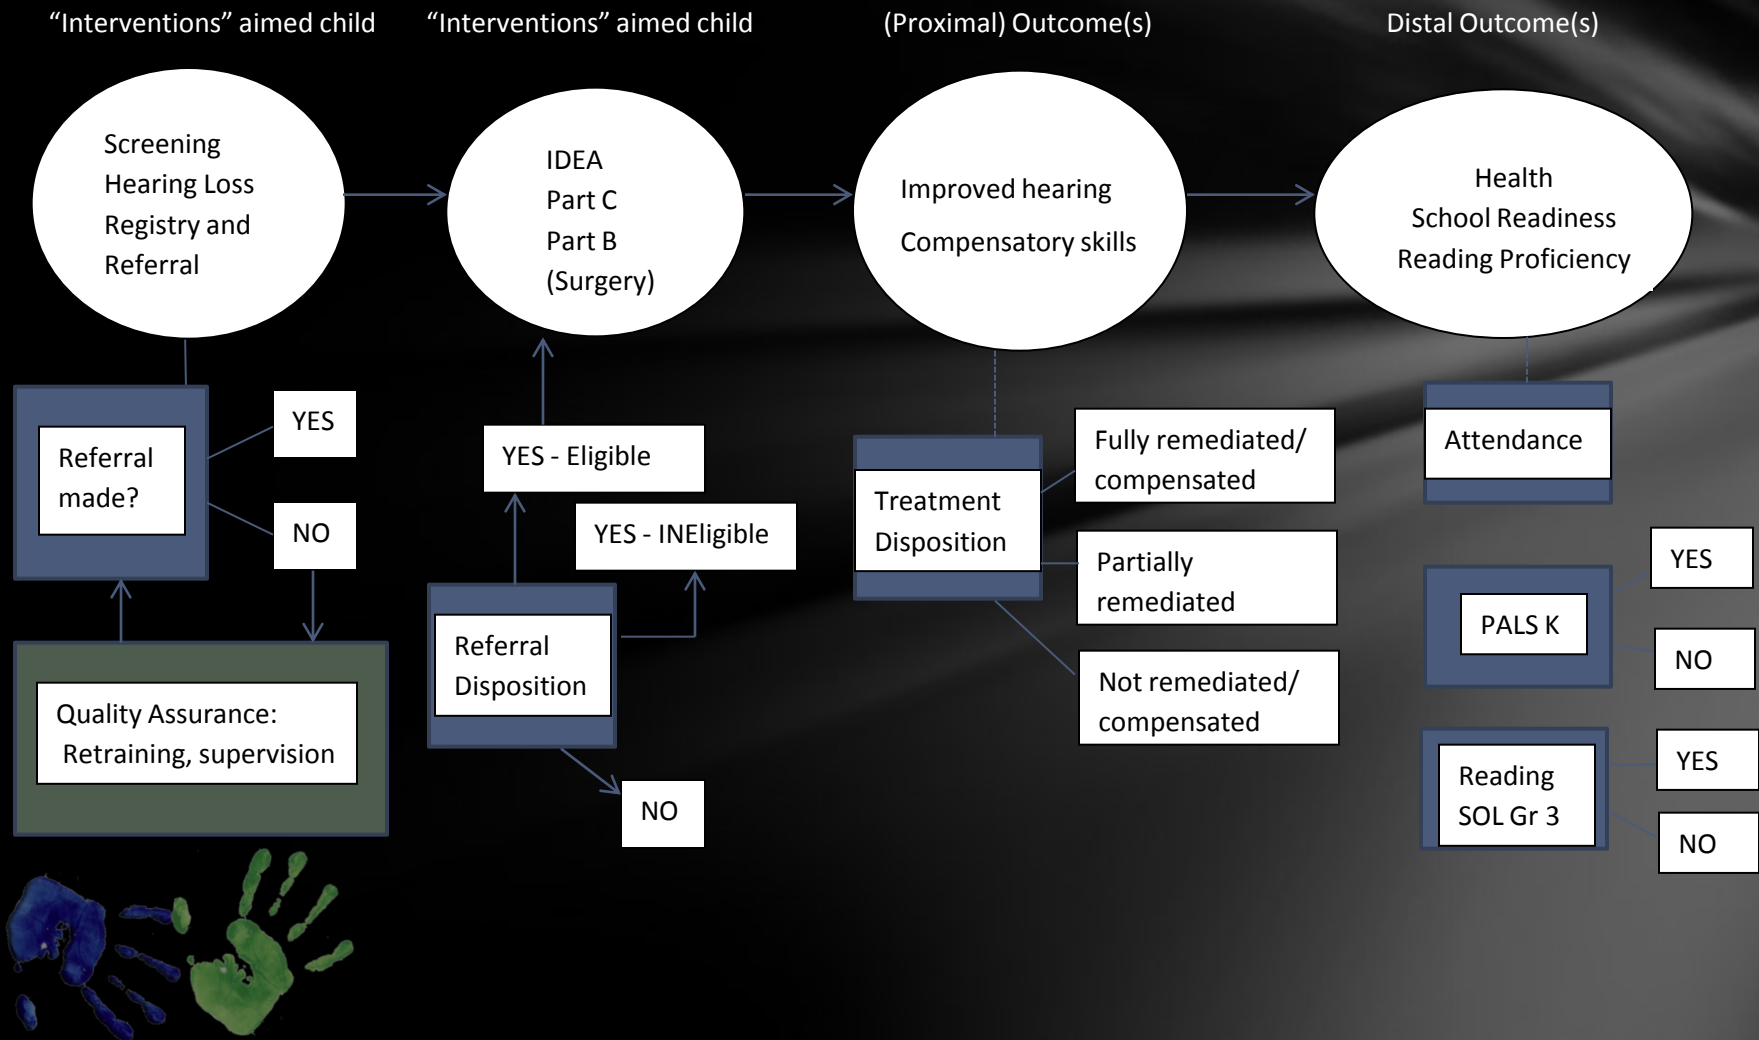 “Interventions” aimed child
“Interventions” aimed child
(Proximal) Outcome(s)
Distal Outcome(s)
Screening
Hearing Loss
Registry and
Referral
IDEA
Part C
Part B
(Surgery)
Improved hearing
Compensatory skills
Health
School Readiness
Reading Proficiency
Referral
made?
YES
NO
Quality Assurance:
Retraining, supervision
YES - Eligible
YES - INEligible
Referral
Disposition
NO
Treatment
Disposition
Fully remediated/
compensated
Partially
remediated
Not remediated/
compensated
Attendance
PALS K
YES
NO
Reading
SOL Gr 3
YES
NO